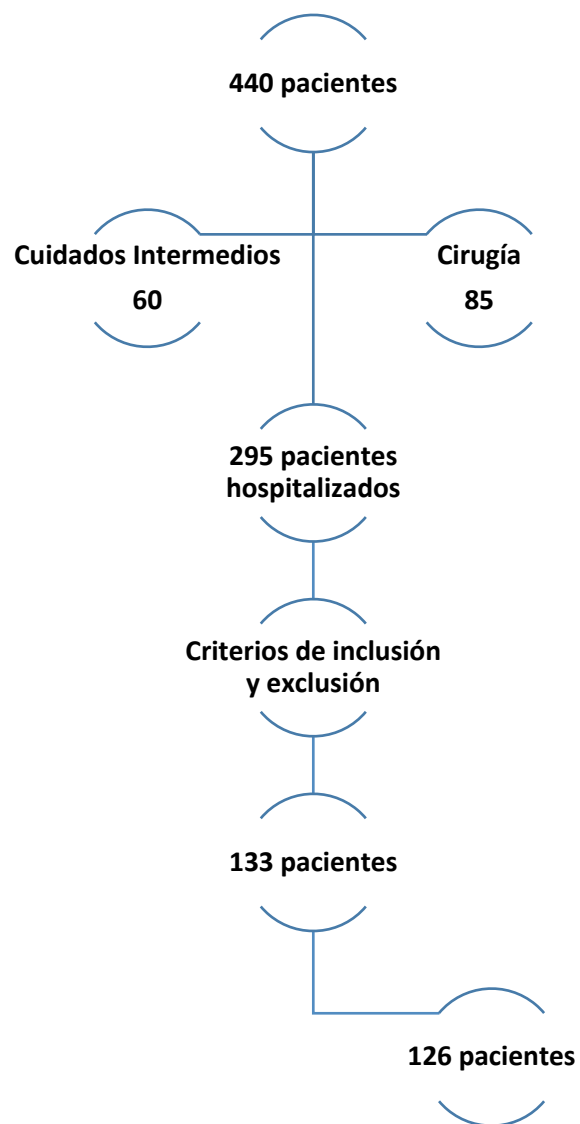 440 pacientes
Cuidados Intermedios
60
Cirugía
85
295 pacientes
hospitalizados
Criterios de inclusión
y exclusión
133 pacientes
126 pacientes